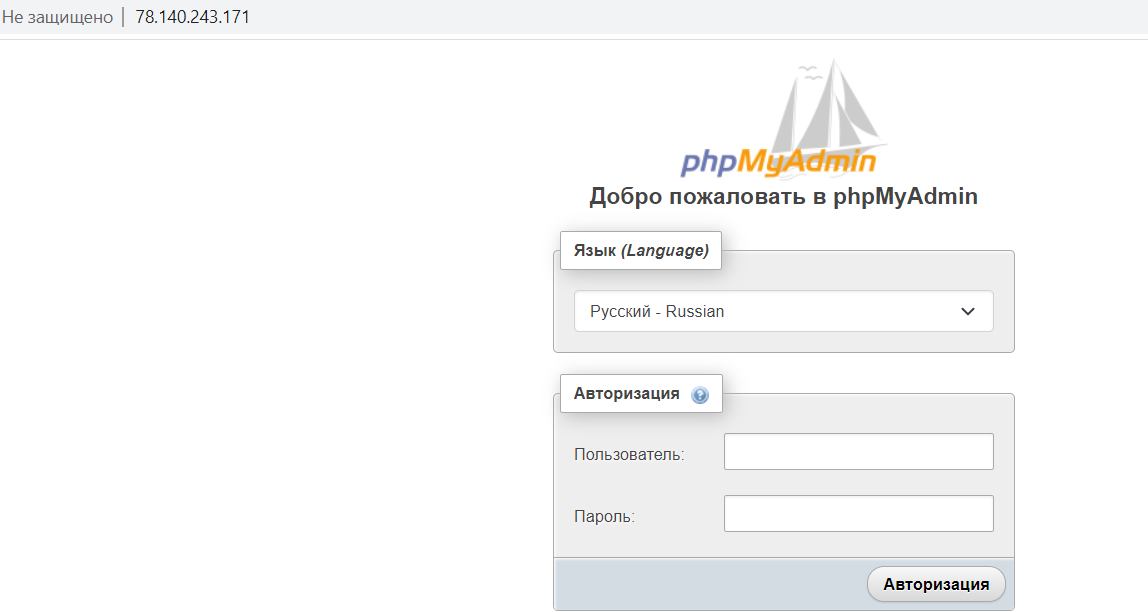 Не защищено | 78.140.243.171
phpMyAdmin
Добро пожаловать в phpMyAdmin
Язык (Language)
Русский - Russian
Авторизация
Пользователь:
Пароль:
Авторизация